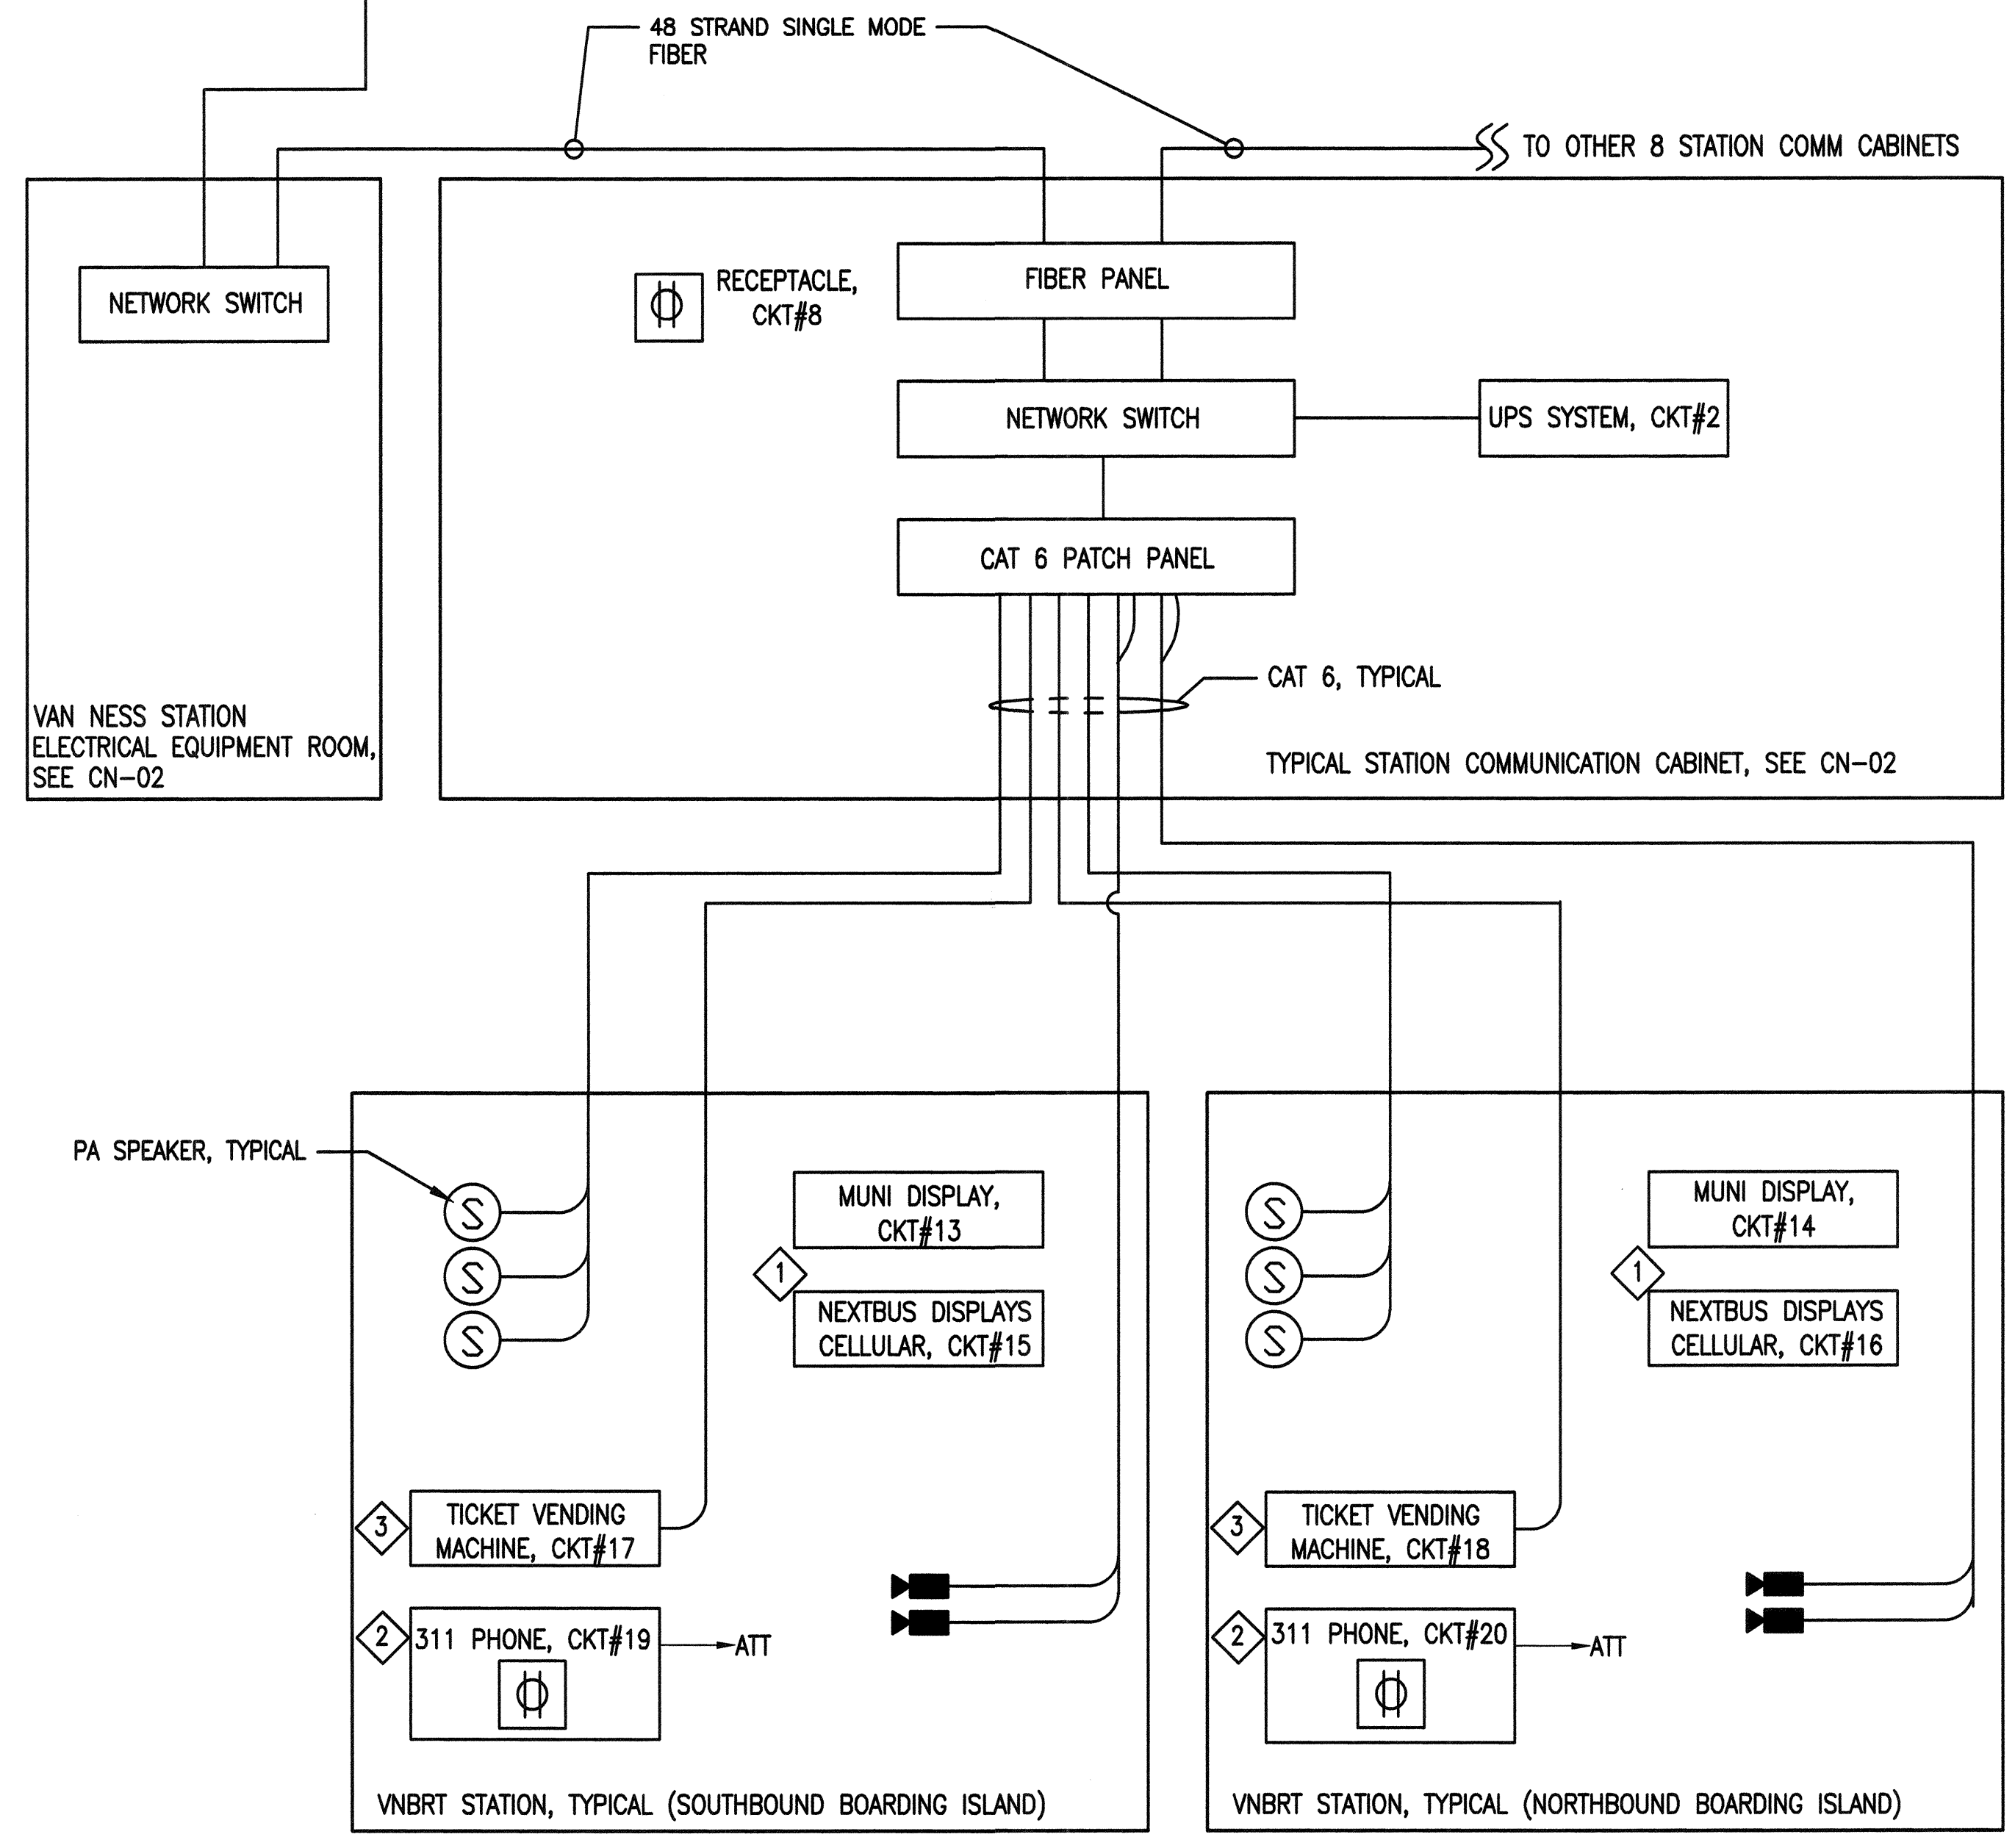 48 STRAND SINGLE MODE
FIBER
TO OTHER 8 STATION COMM CABINETS
NETWORK SWITCH
RECEPTACLE,
CKT#8
FIBER PANEL
NETWORK SWITCH
UPS SYSTEM, CKT#2
CAT 6 PATCH PANEL
CAT 6, TYPICAL
VAN NESS STATION
ELECTRICAL EQUIPMENT ROOM,
SEE CN-02
TYPICAL STATION COMMUNICATION CABINET, SEE CN-02
PA SPEAKER, TYPICAL
S
S
S
MUNI DISPLAY,
CKT#13
1
NEXTBUS DISPLAYS
CELLULAR, CKT#15
3
TICKET VENDING
MACHINE, CKT#17
2
311 PHONE, CKT#19
ATT
VNBRT STATION, TYPICAL (SOUTHBOUND BOARDING ISLAND)
S
S
S
MUNI DISPLAY,
CKT#14
1
NEXTBUS DISPLAYS
CELLULAR, CKT#16
3
TICKET VENDING
MACHINE, CKT#18
2
311 PHONE, CKT#20
ATT
VNBRT STATION, TYPICAL (NORTHBOUND BOARDING ISLAND)